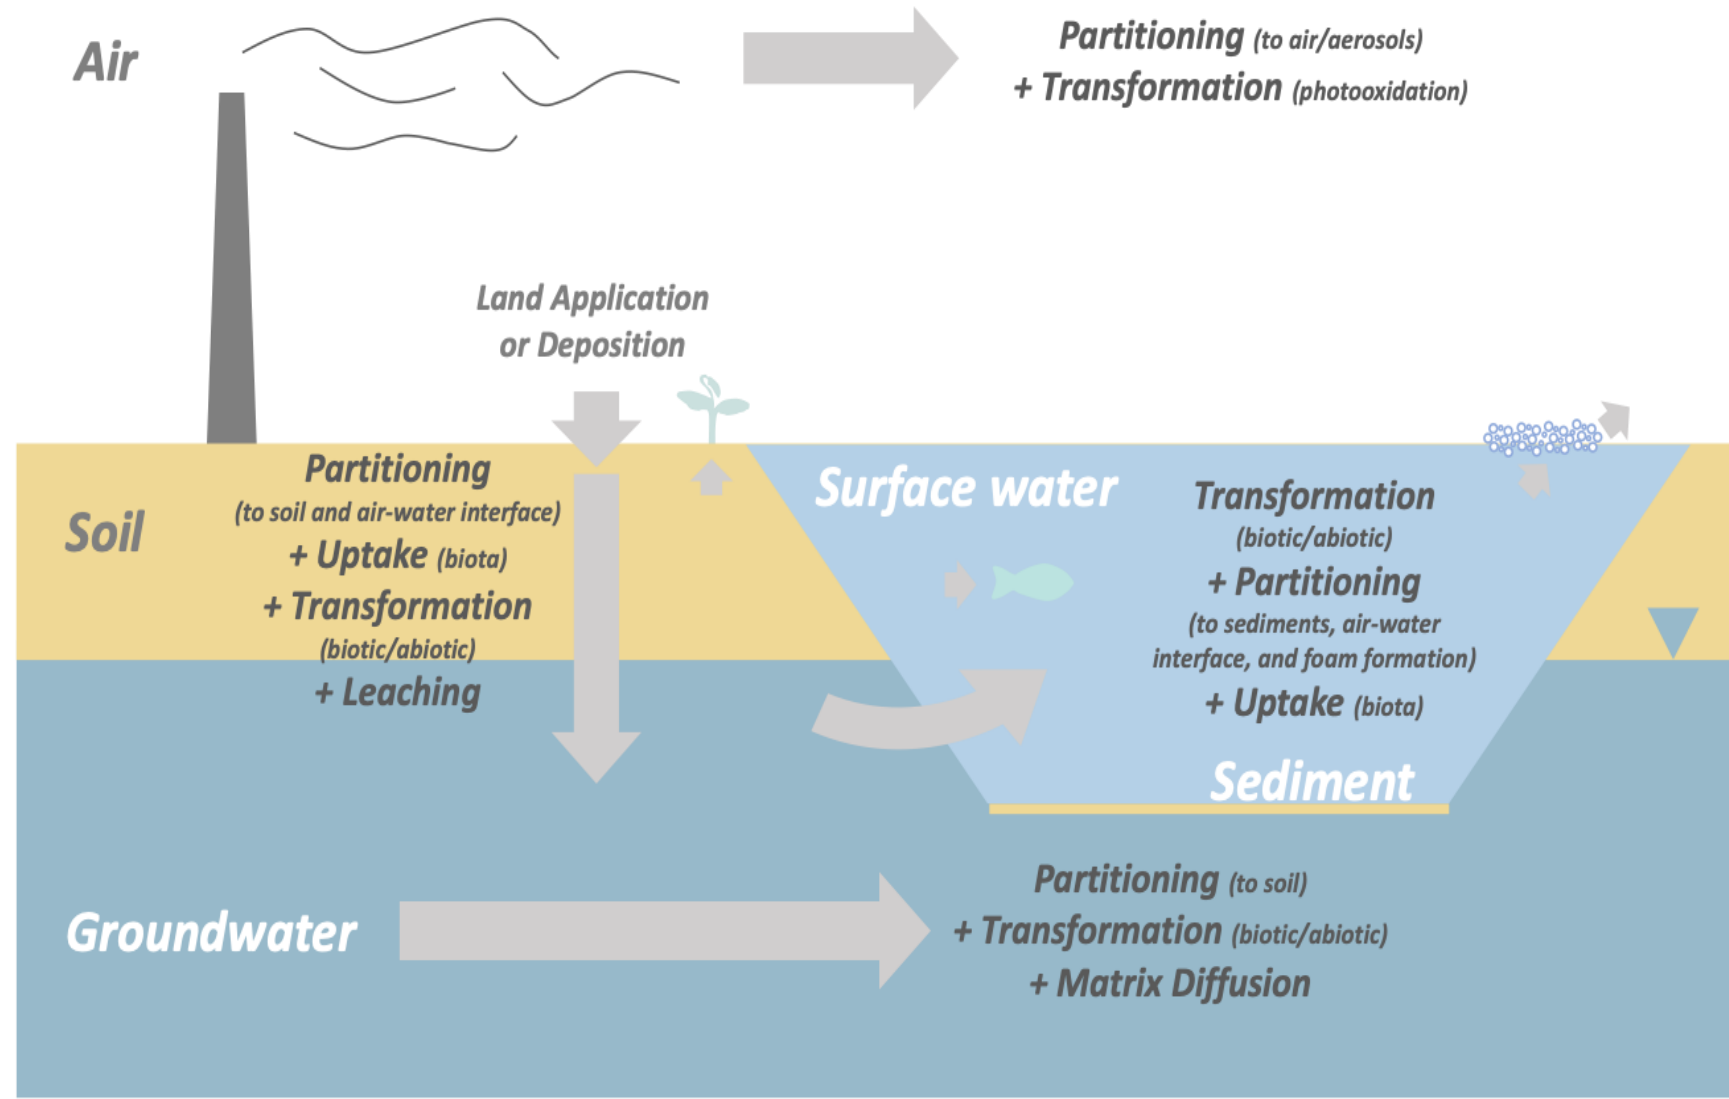 Air
Partitioning (to air/aerosols)
+ Transformation (photooxidation)
Land Application
or Deposition
Soil
Partitioning
(to soil and air-water interface)
+ Uptake (biota)
+ Transformation
(biotic/abiotic)
+ Leaching
Surface water
Transformation
(biotic/abiotic)
+ Partitioning
(to sediments, air-water
interface, and foam formation)
+ Uptake (biota)
Sediment
Groundwater
Partitioning (to soil)
+ Transformation (biotic/abiotic)
+ Matrix Diffusion